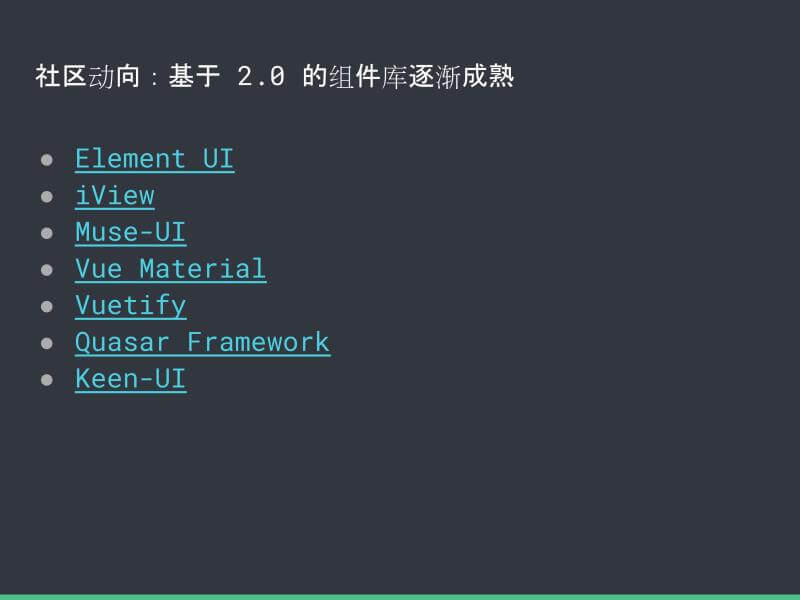 社区动向：基于 2.0 的组件库逐渐成熟
● Element UI
● iView
● Muse-UI
● Vue Material
● Vuetify
● Quasar Framework
● Keen-UI